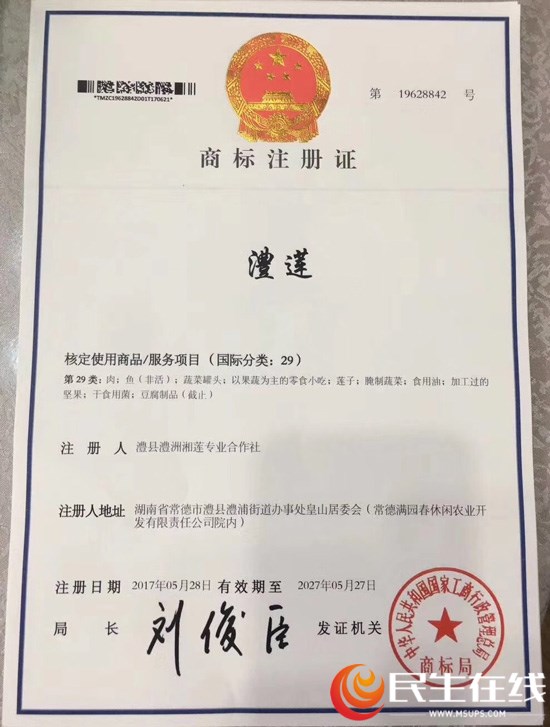 *TMZC19628842D01T170621*
第 19628842 号
商标注册证
澧莲
核定使用商品/服务项目（国际分类：29）
第 29 类：肉；鱼（非活）；蔬菜罐头；以果蔬为主的零食小吃；莲子；腌制蔬菜；食用油；加工过的
坚果；干食用菌；豆腐制品（截止）
注 册 人 澧县澧洲湘莲专业合作社
注册人地址 湖南省常德市澧县澧浦街道办事处皇山居委会（常德满园春休闲农业开
发有限责任公司院内）
注册日期 2017年05月28日 有效期至 2027年05月27日
局 长 刘俊臣 发证机关
中华人民共和国国家工商行政管理总局
商标局
民生在线
WWW.MSUPS.COM